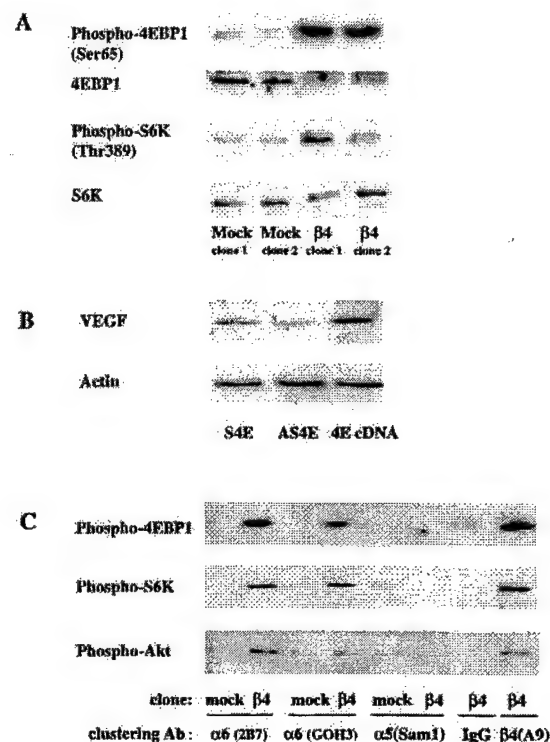 A
Phospho-4EBP1
(Ser65)
4EBP1
Phospho-S6K
(Thr389)
S6K
Mock Mock β4 β4
clone 1 clone 2 clone 1 clone 2
B
VEGF
Actin
S4E AS4E 4E cDNA
C
Phospho-4EBP1
Phospho-S6K
Phospho-Akt
clone: mock β4 mock β4 mock β4 β4 β4
clustering Ab: α6 (2B7) α6 (GOH3) α5(Sam1) IgG β4(A9)